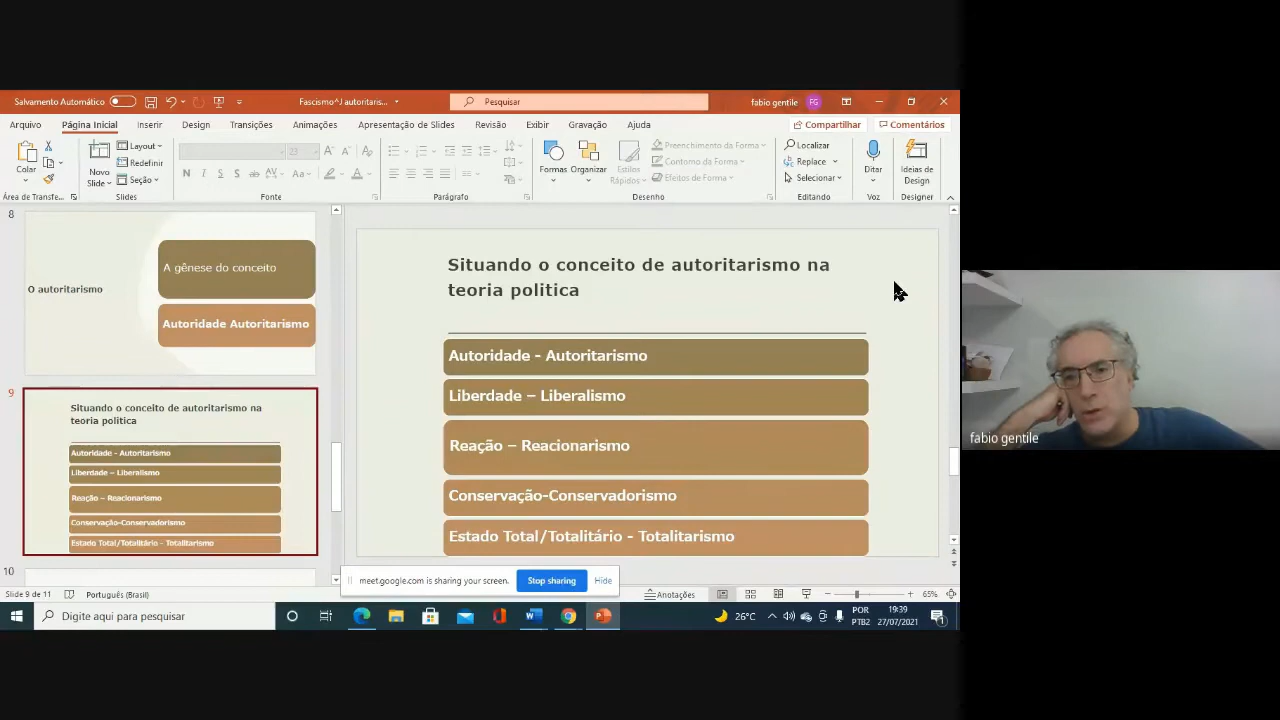 Salvamento Automático
Fascismo^J autoritaris...
Pesquisar
fabio gentile
FG
Arquivo
Página Inicial
Inserir
Design
Transições
Animações
Apresentação de Slides
Revisão
Exibir
Gravação
Ajuda
Compartilhar
Comentários
Colar
Novo
Slide
Layout
Redefinir
Seção
Formas
Organizar
Estilos
Rápidos
Preenchimento da Forma
Contorno da Forma
Efeitos de Forma
Localizar
Replace
Selecionar
Ditar
Ideias de
Design
Área de Transfe...
Slides
Fonte
Parágrafo
Desenho
Editando
Voz
Designer
8
O autoritarismo
A gênese do conceito
Autoridade Autoritarismo
9
Situando o conceito de autoritarismo na
teoria política
Autoridade - Autoritarismo
Liberdade – Liberalismo
Reação – Reacionarismo
Conservação-Conservadorismo
Estado Total/Totalitário - Totalitarismo
10
Situando o conceito de autoritarismo na
teoria política
Autoridade - Autoritarismo
Liberdade – Liberalismo
Reação – Reacionarismo
Conservação-Conservadorismo
Estado Total/Totalitário - Totalitarismo
meet.google.com is sharing your screen.
Stop sharing
Hide
Slide 9 de 11
Português (Brasil)
Anotações
65%
Digite aqui para pesquisar
26°C
POR
PTB2
19:39
27/07/2021
fabio gentile